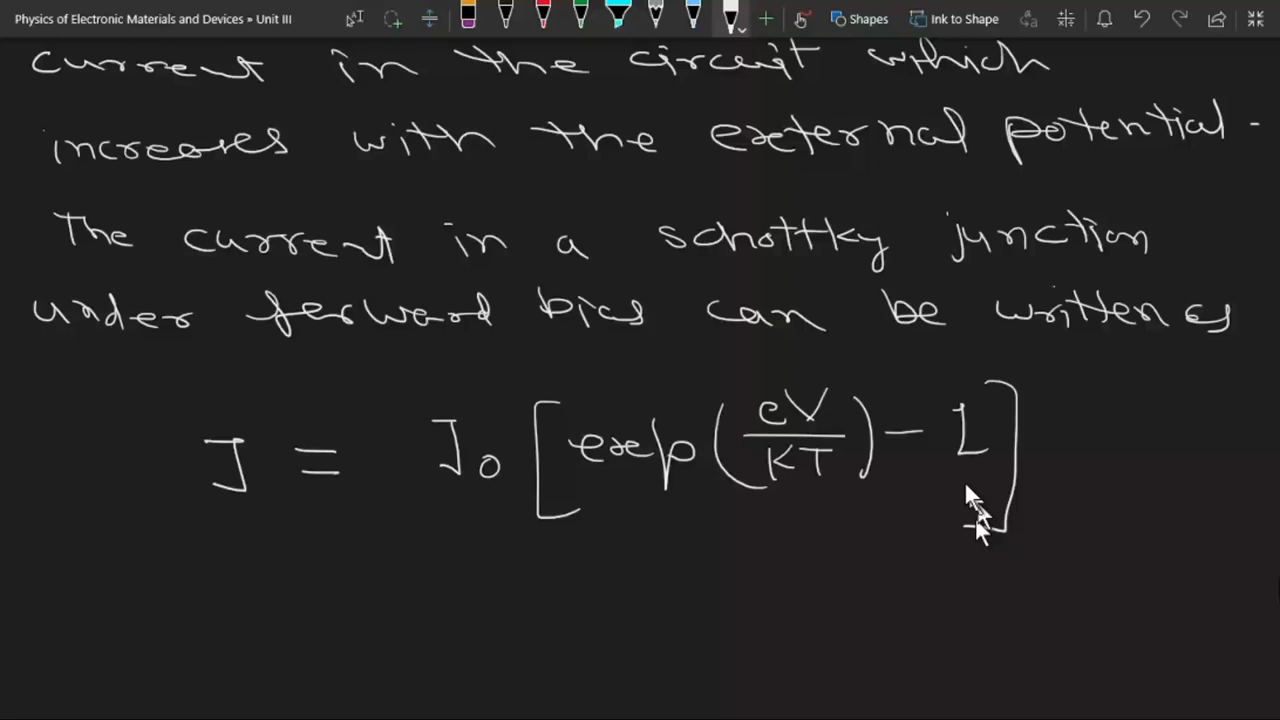 Physics of Electronic Materials and Devices » Unit III
Shapes
Ink to Shape
current in the circuit which
increases with the external potential.
The current in a schottky junction
under forward bias can be written as
J = J₀ [exp(eV/KT) - 1]